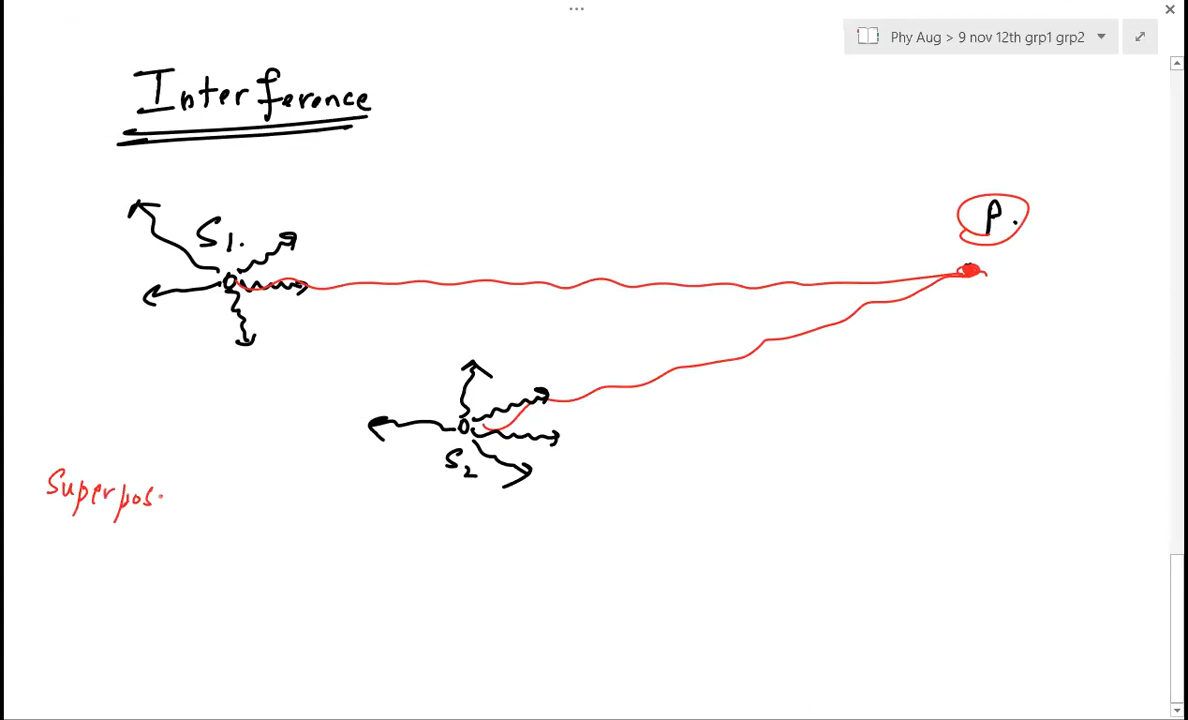 Phy Aug > 9 nov 12th grp1 grp2
Interference
P.
S1.
S2
Superpos.